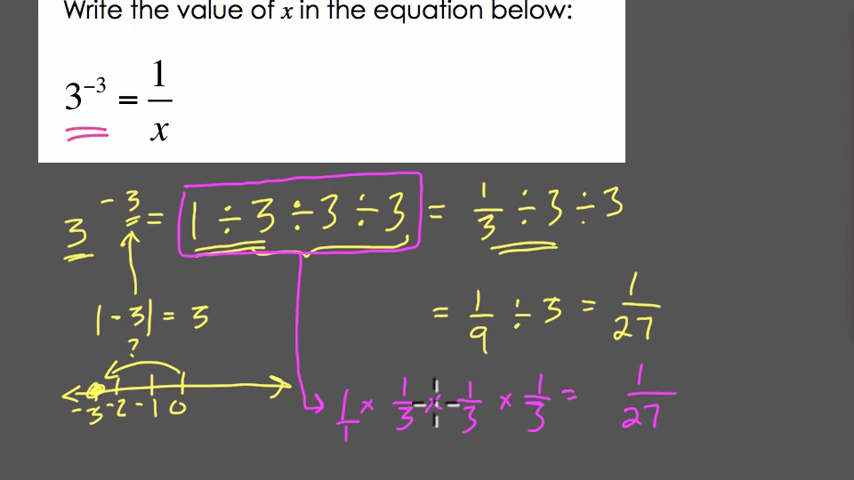 Write the value of x in the equation below:
3⁻³ = 1/x
3⁻³ = 1 ÷ 3 ÷ 3 ÷ 3 = 1/3 ÷ 3 ÷ 3
|-3| = 3
= 1/9 ÷ 3 = 1/27
?
-3 -2 -1 0
1/1 × 1/3 × 1/3 × 1/3 = 1/27